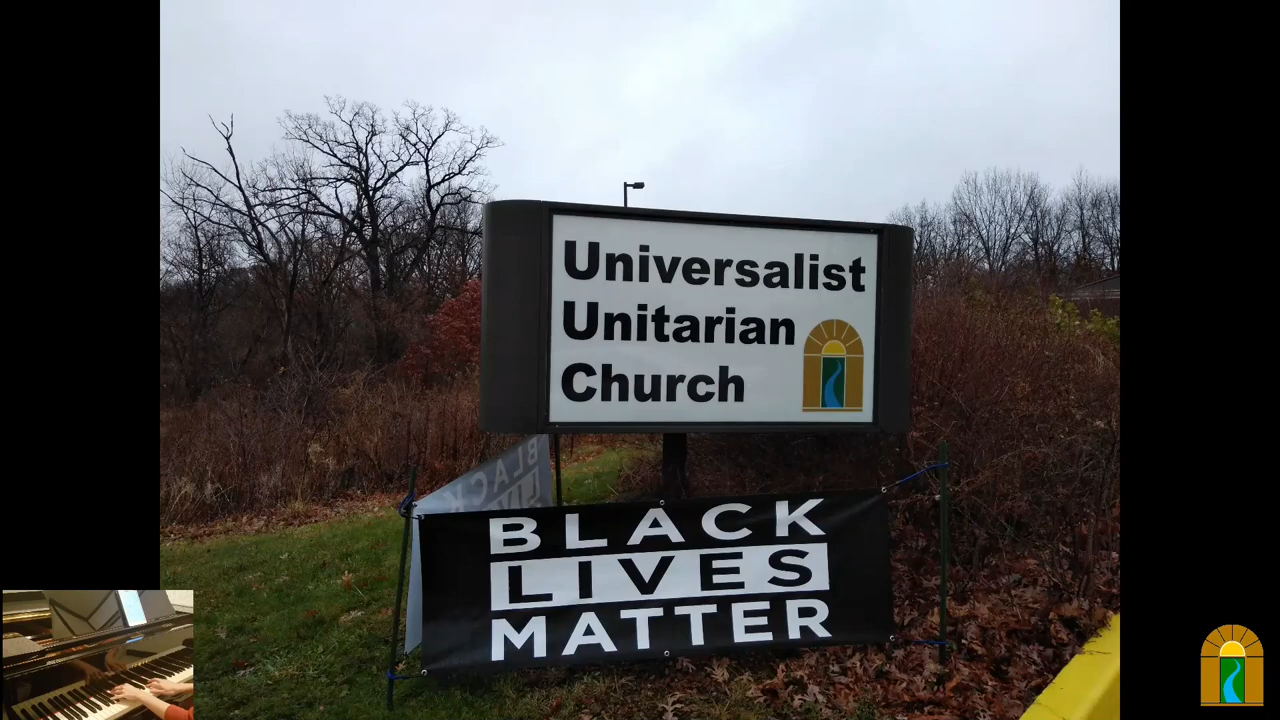 Universalist
Unitarian
Church
BLACK
LIVES
MATTER